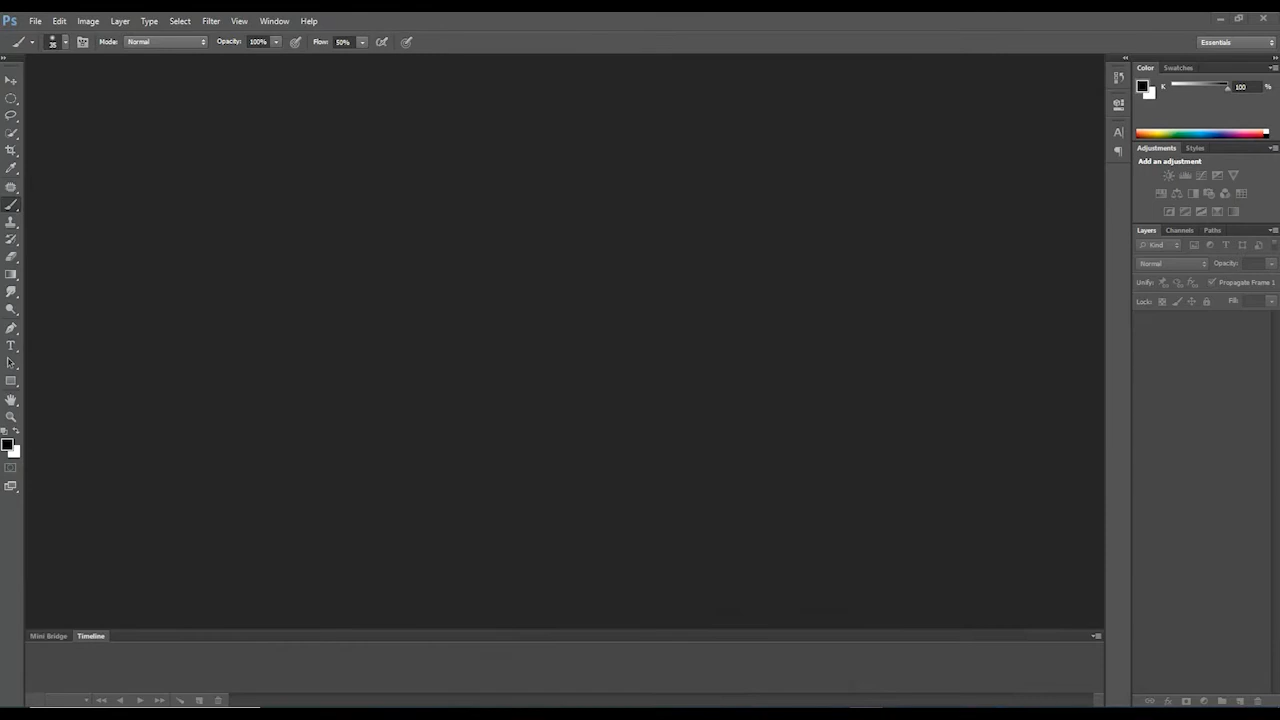 Ps File Edit Image Layer Type Select Filter View Window Help
35 Mode: Normal Opacity: 100% Flow: 50% Essentials
Color Swatches
K 100 %
Adjustments Styles
Add an adjustment
Layers Channels Paths
Kind T
Normal Opacity:
Unify: Propagate Frame 1
Lock: Fill:
A
T
Mini Bridge Timeline